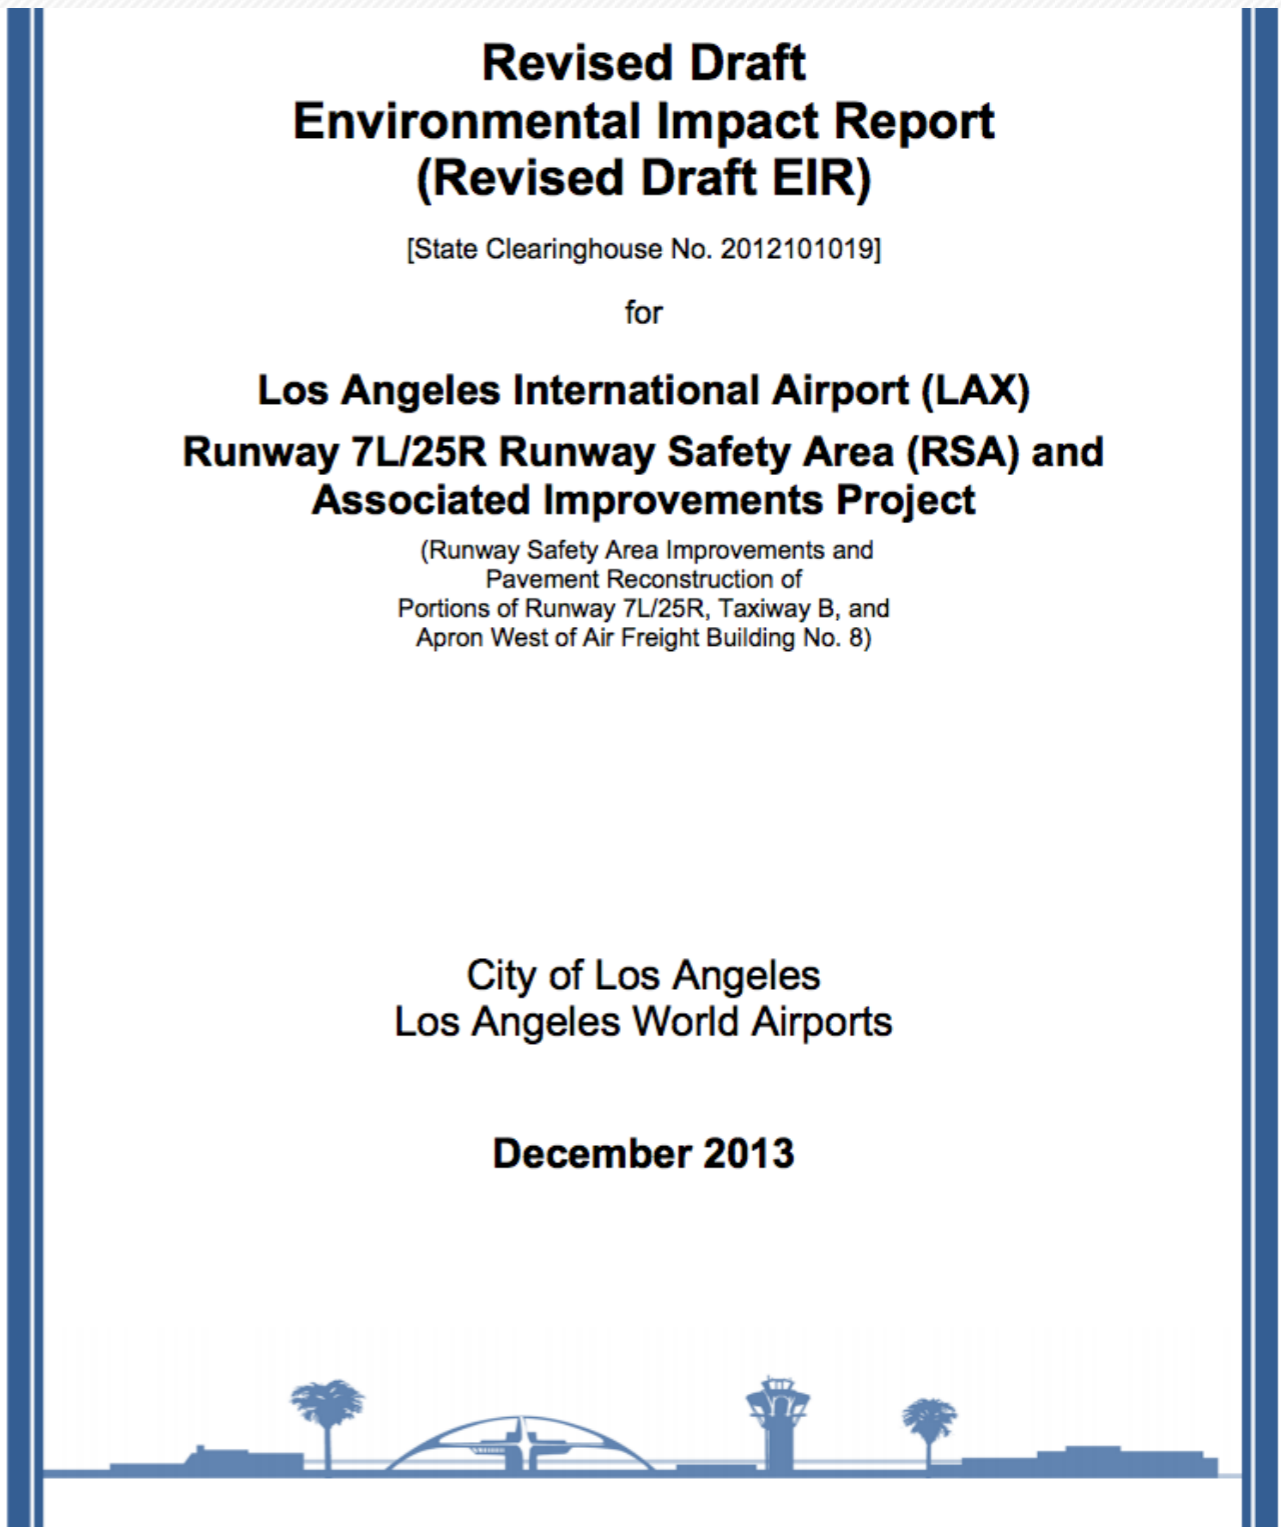 Revised Draft
Environmental Impact Report
(Revised Draft EIR)
[State Clearinghouse No. 2012101019]
for
Los Angeles International Airport (LAX)
Runway 7L/25R Runway Safety Area (RSA) and
Associated Improvements Project
(Runway Safety Area Improvements and
Pavement Reconstruction of
Portions of Runway 7L/25R, Taxiway B, and
Apron West of Air Freight Building No. 8)
City of Los Angeles
Los Angeles World Airports
December 2013